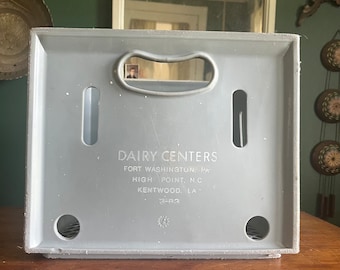 DAIRY CENTERS
FORT WASHINGTON, PA
HIGH POINT, N.C.
KENTWOOD, LA